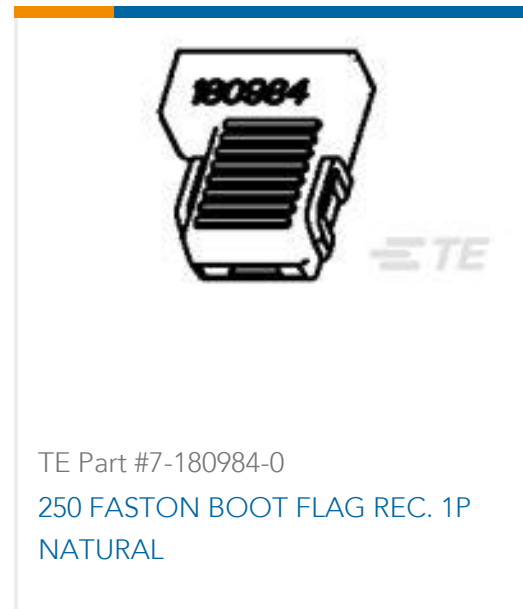 180984
TE
TE Part #7-180984-0
250 FASTON BOOT FLAG REC. 1P
NATURAL